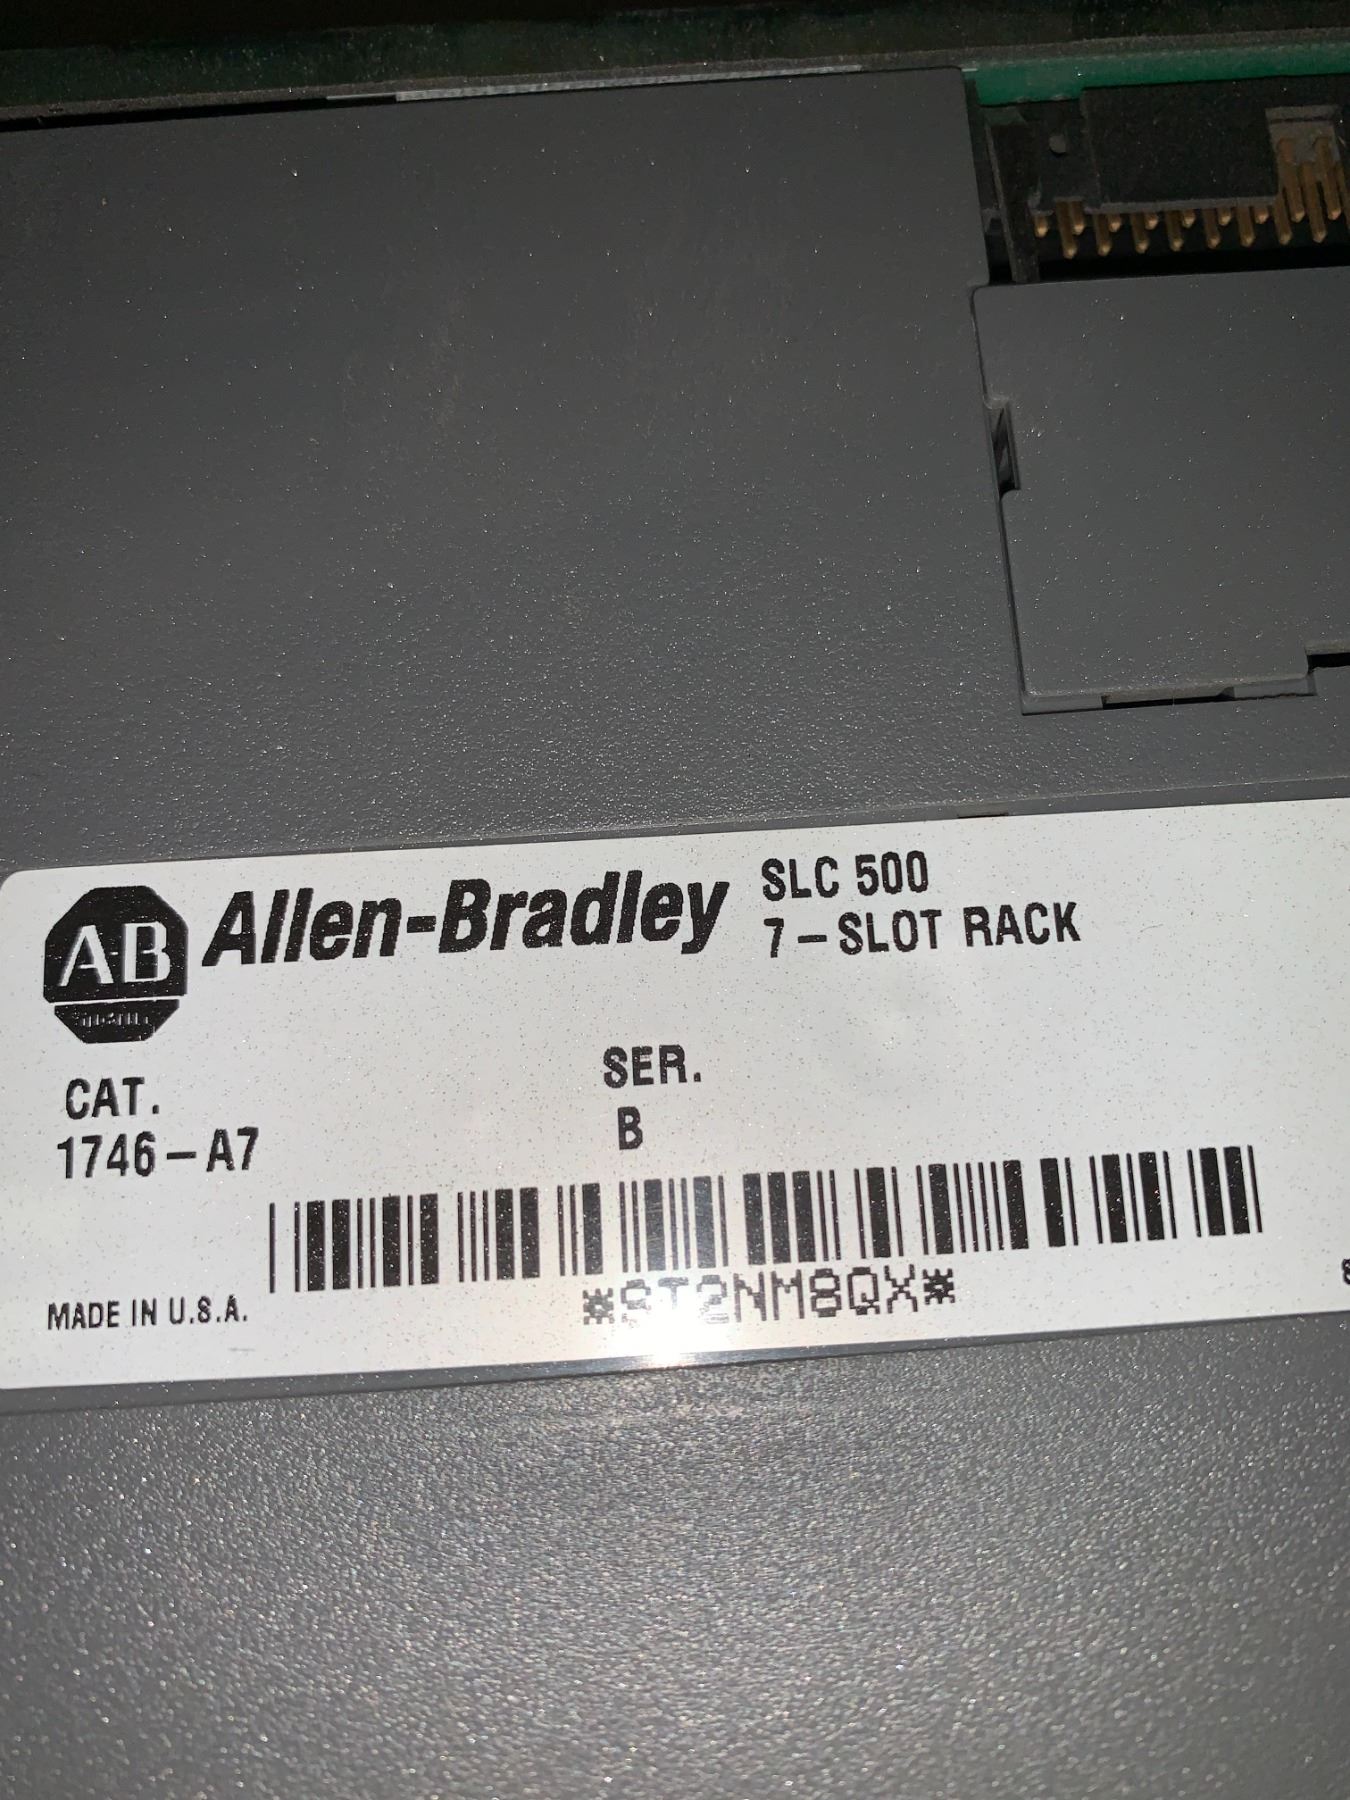 AB
Allen-Bradley
SLC 500
7-SLOT RACK
CAT.
1746-A7
SER.
B
MADE IN U.S.A.